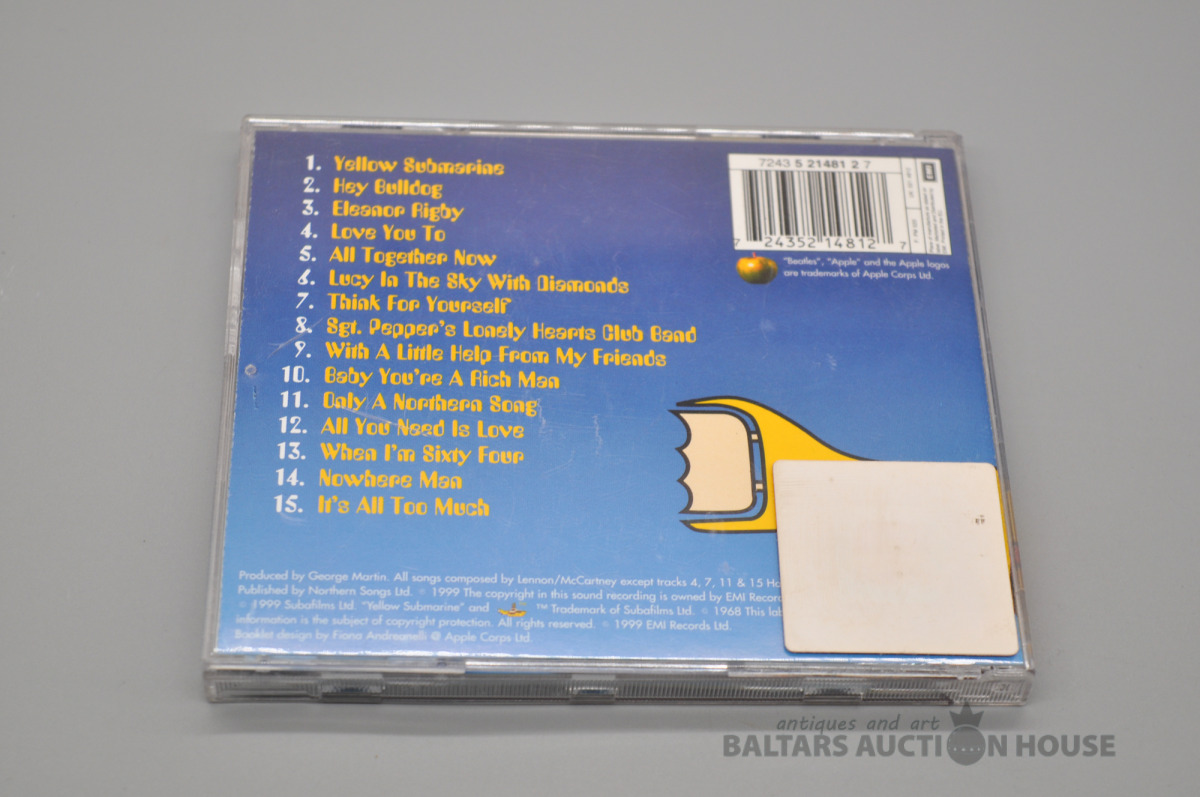 1. Yellow Submarine
2. Hey Bulldog
3. Eleanor Rigby
4. Love You To
5. All Together Now
6. Lucy In The Sky With Diamonds
7. Think For Yourself
8. Sgt. Pepper's Lonely Hearts Club Band
9. With A Little Help From My Friends
10. Baby You're A Rich Man
11. Only A Northern Song
12. All You Need Is Love
13. When I'm Sixty Four
14. Nowhere Man
15. It's All Too Much
7243 5 21481 2 7
7 24352 14812 7
EMI
"Beatles", "Apple" and the Apple logos
are trademarks of Apple Corps Ltd.
Produced by George Martin. All songs composed by Lennon/McCartney except tracks 4, 7, 11 & 15 Ha
Published by Northern Songs Ltd. 1999 The copyright in this sound recording is owned by EMI Record
1999 Subafilms Ltd. "Yellow Submarine" and ™ Trademark of Subafilms Ltd. 1968 This lab
information is the subject of copyright protection. All rights reserved. 1999 EMI Records Ltd.
Booklet design by Fiona Andreanelli @ Apple Corps Ltd.
antiques and art
BALTARS AUCTION HOUSE